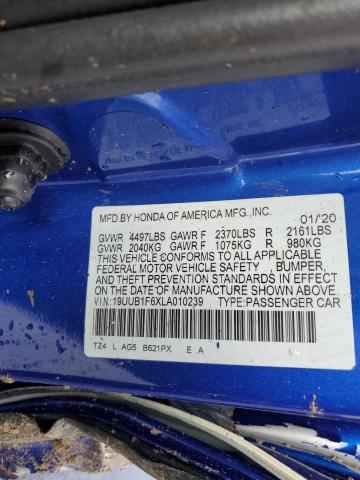 MFD.BY HONDA OF AMERICA MFG.,INC. 01/'20
GVWR 4497LBS GAWR F 2370LBS R 2161LBS
GVWR 2040KG GAWR F 1075KG R 980KG
THIS VEHICLE CONFORMS TO ALL APPLICABLE
FEDERAL MOTOR VEHICLE SAFETY , BUMPER,
AND THEFT PREVENTION STANDARDS IN EFFECT
ON THE DATE OF MANUFACTURE SHOWN ABOVE.
VIN:19UUB1F6XLA010239 TYPE:PASSENGER CAR
TZ4 L AG5 B621PX E A